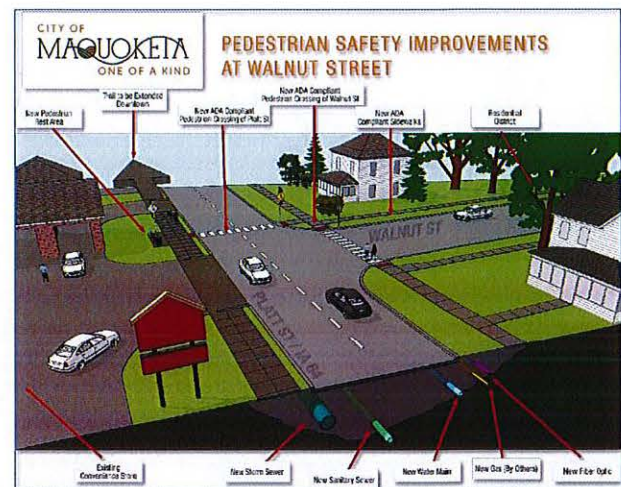 CITY OF
MAQUOKETA
ONE OF A KIND
PEDESTRIAN SAFETY IMPROVEMENTS
AT WALNUT STREET
Trail to be Extended
Downtown
New ADA Compliant
Pedestrian Crossing of Walnut St
New Pedestrian
Rest Area
New ADA Compliant
Pedestrian Crossing of Platt St
New ADA
Compliant Sidewalks
Residential
District
WALNUT ST
PLATT ST / IA 64
Existing
Convenience Store
New Storm Sewer
New Sanitary Sewer
New Water Main
New Gas (By Others)
New Fiber Optic